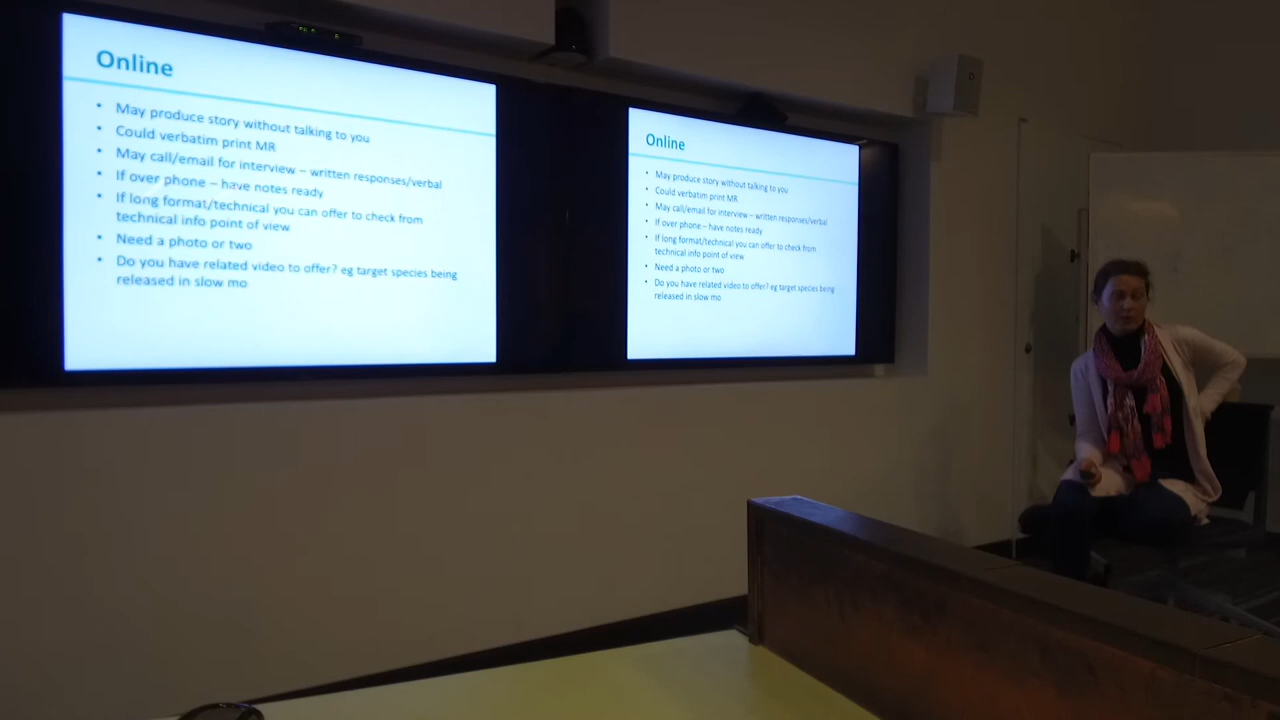 Online
• May produce story without talking to you
• Could verbatim print MR
• May call/email for interview – written responses/verbal
• If over phone – have notes ready
• If long format/technical you can offer to check from
technical info point of view
• Need a photo or two
• Do you have related video to offer? eg target species being
released in slow mo
Online
• May produce story without talking to you
• Could verbatim print MR
• May call/email for interview – written responses/verbal
• If over phone – have notes ready
• If long format/technical you can offer to check from
technical info point of view
• Need a photo or two
• Do you have related video to offer? eg target species being
released in slow mo